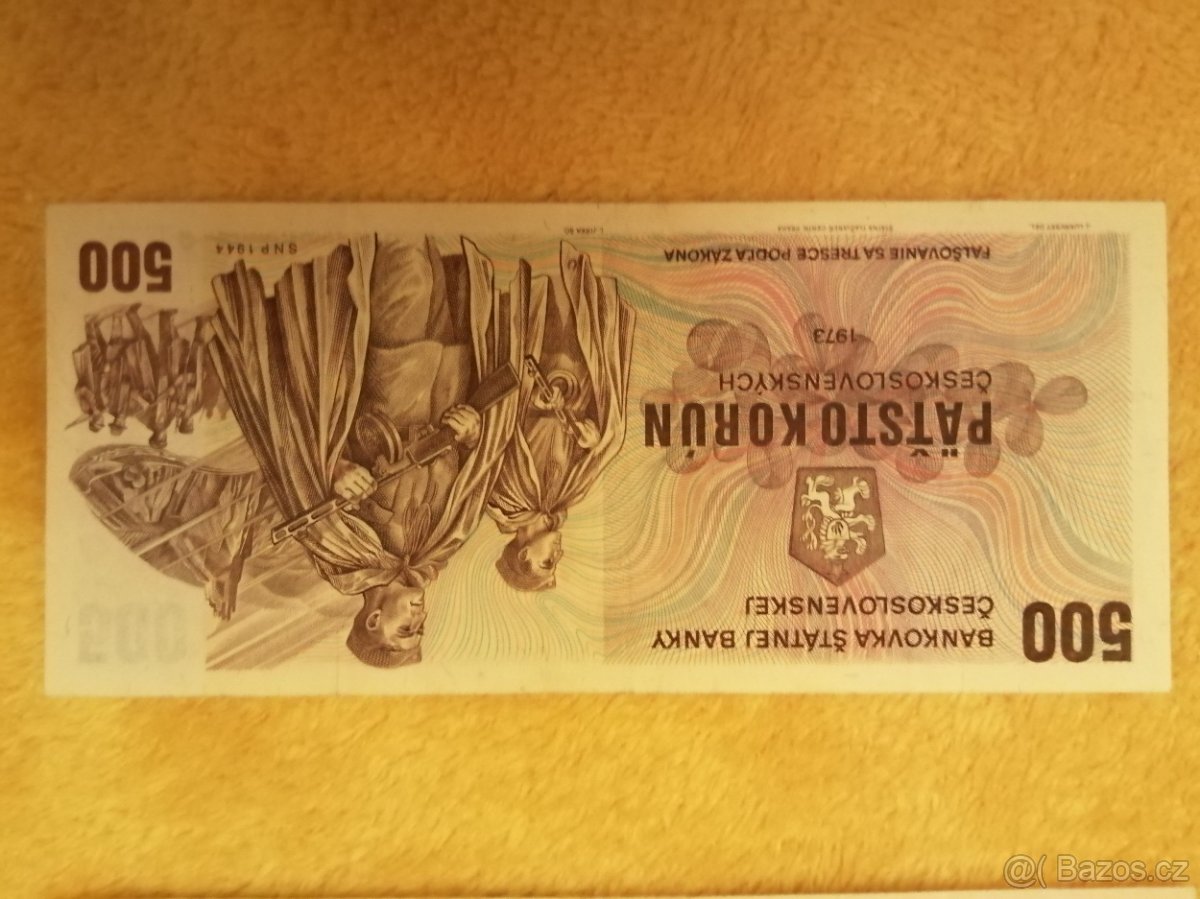 500
BANKOVKA ŠTÁTNEJ BANKY
ČESKOSLOVENSKEJ
PÄŤSTO KORÚN
ČESKOSLOVENSKÝCH
1973
FALŠOVANIE SA TRESCE PODĽA ZÁKONA
SNP 1944
500
@( Bazos.cz